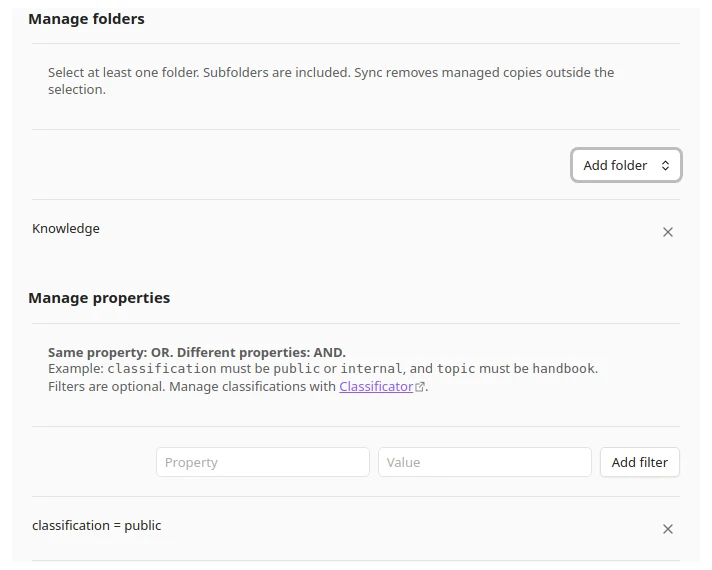 Manage folders
Select at least one folder. Subfolders are included. Sync removes managed copies outside the
selection.
Add folder
Knowledge
Manage properties
Same property: OR. Different properties: AND.
Example: classification must be public or internal, and topic must be handbook.
Filters are optional. Manage classifications with Classificator.
Property
Value
Add filter
classification = public